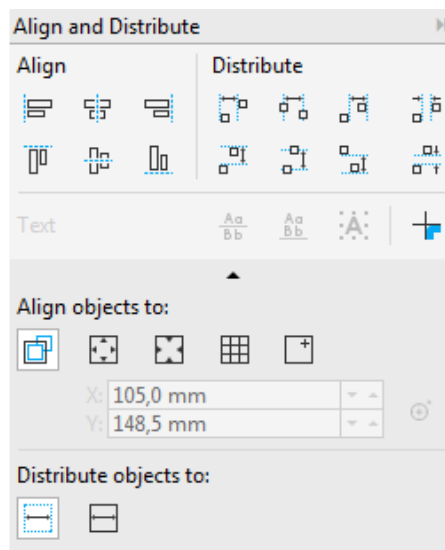 Align and Distribute
Align
Distribute
Text
Aa
Bb
Aa
Bb
A
Align objects to:
X: 105,0 mm
Y: 148,5 mm
Distribute objects to: